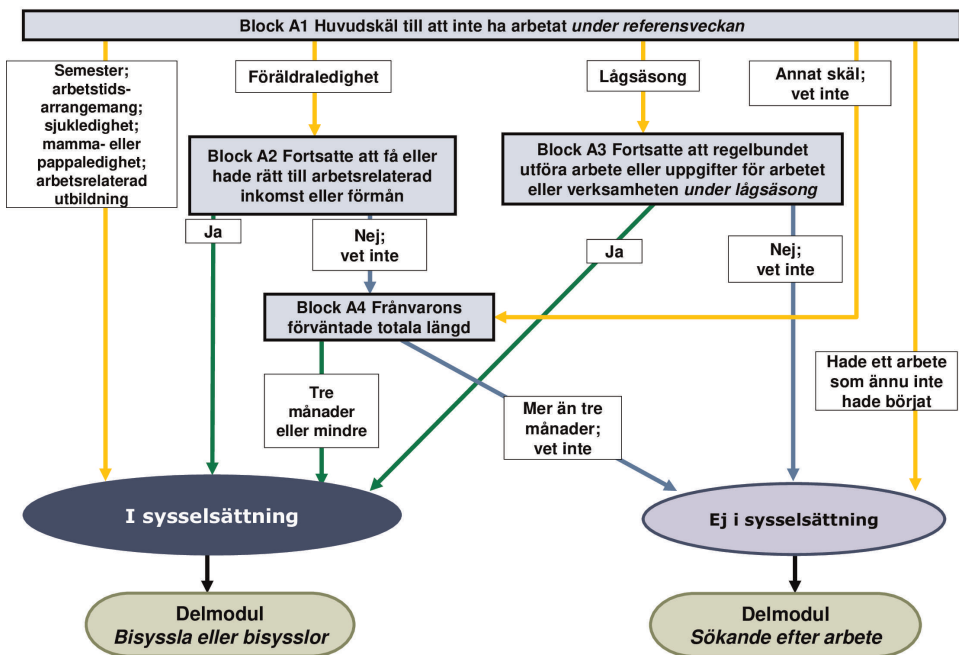 Block A1 Huvudskäl till att inte ha arbetat under referensveckan
Semester;
arbetstids-
arrangemang;
sjukledighet;
mamma- eller
pappaledighet;
arbetsrelaterad
utbildning
Föräldraledighet
Lågsäsong
Annat skäl;
vet inte
Block A2 Fortsatte att få eller
hade rätt till arbetsrelaterad
inkomst eller förmån
Block A3 Fortsatte att regelbundet
utföra arbete eller uppgifter för arbetet
eller verksamheten under lågsäsong
Ja
Nej;
vet inte
Ja
Nej;
vet inte
Block A4 Frånvarons
förväntade totala längd
Hade ett arbete
som ännu inte
hade börjat
Tre
månader
eller mindre
Mer än tre
månader;
vet inte
I sysselsättning
Ej i sysselsättning
Delmodul
Bisyssla eller bisysslor
Delmodul
Sökande efter arbete